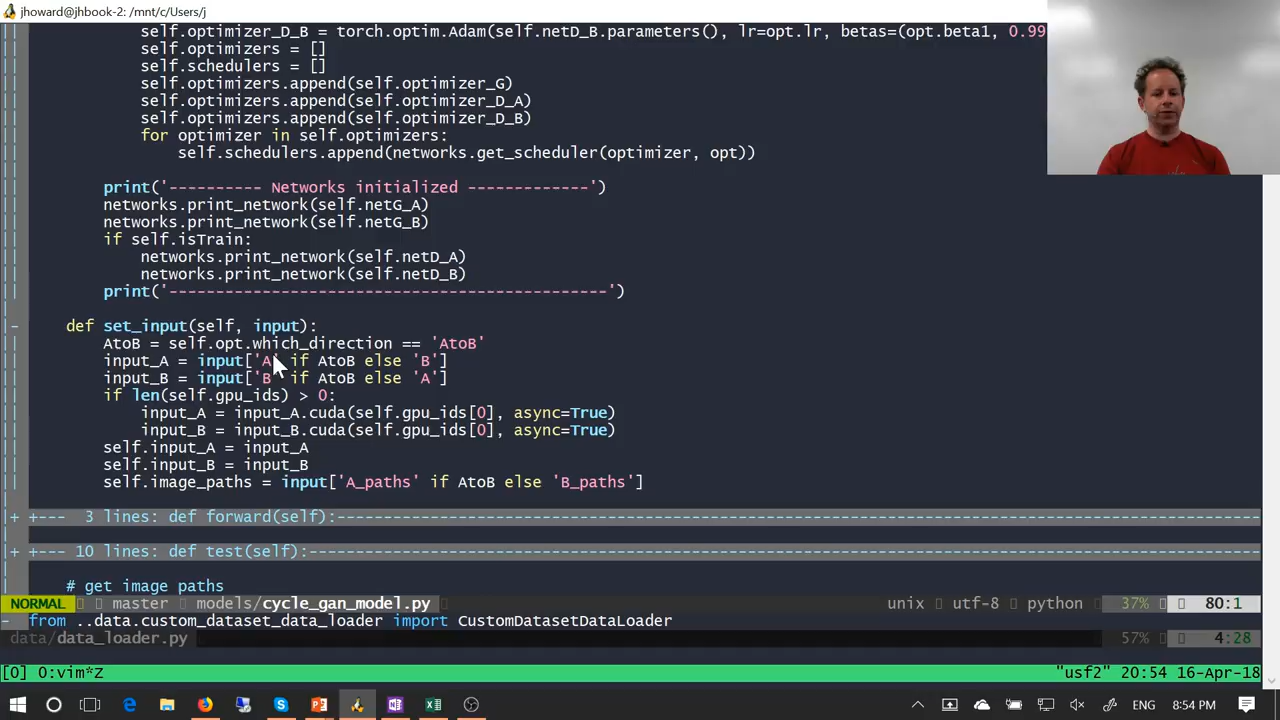 jhoward@jhbook-2: /mnt/c/Users/j
self.optimizer_D_B = torch.optim.Adam(self.netD_B.parameters(), lr=opt.lr, betas=(opt.beta1, 0.99
self.optimizers = []
self.schedulers = []
self.optimizers.append(self.optimizer_G)
self.optimizers.append(self.optimizer_D_A)
self.optimizers.append(self.optimizer_D_B)
for optimizer in self.optimizers:
self.schedulers.append(networks.get_scheduler(optimizer, opt))
print('---------- Networks initialized -------------')
networks.print_network(self.netG_A)
networks.print_network(self.netG_B)
if self.isTrain:
networks.print_network(self.netD_A)
networks.print_network(self.netD_B)
print('-----------------------------------------------')
def set_input(self, input):
AtoB = self.opt.which_direction == 'AtoB'
input_A = input['A' if AtoB else 'B']
input_B = input['B' if AtoB else 'A']
if len(self.gpu_ids) > 0:
input_A = input_A.cuda(self.gpu_ids[0], async=True)
input_B = input_B.cuda(self.gpu_ids[0], async=True)
self.input_A = input_A
self.input_B = input_B
self.image_paths = input['A_paths' if AtoB else 'B_paths']
+--- 3 lines: def forward(self):
+--- 10 lines: def test(self):
# get image paths
NORMAL master models/cycle_gan_model.py unix utf-8 python 37% 80:1
from ..data.custom_dataset_data_loader import CustomDatasetDataLoader
data/data_loader.py 57% 4:28
[0] 0:vim*Z "usf2" 20:54 16-Apr-18
ENG 8:54 PM